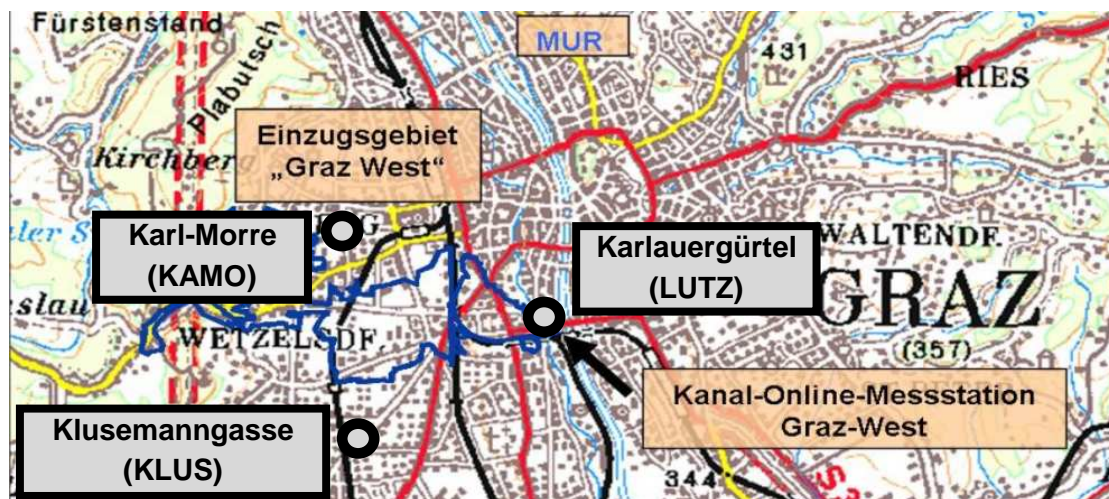 Fürstenstand
Plabutsch
MUR
431
RIES
Einzugsgebiet
„Graz West“
Kirchberg
Karl-Morre
(KAMO)
Karlauergürtel
(LUTZ)
WALTENDF.
GRAZ
(357)
WETZELSDF.
Kanal-Online-Messstation
Graz-West
Klusemanngasse
(KLUS)
344